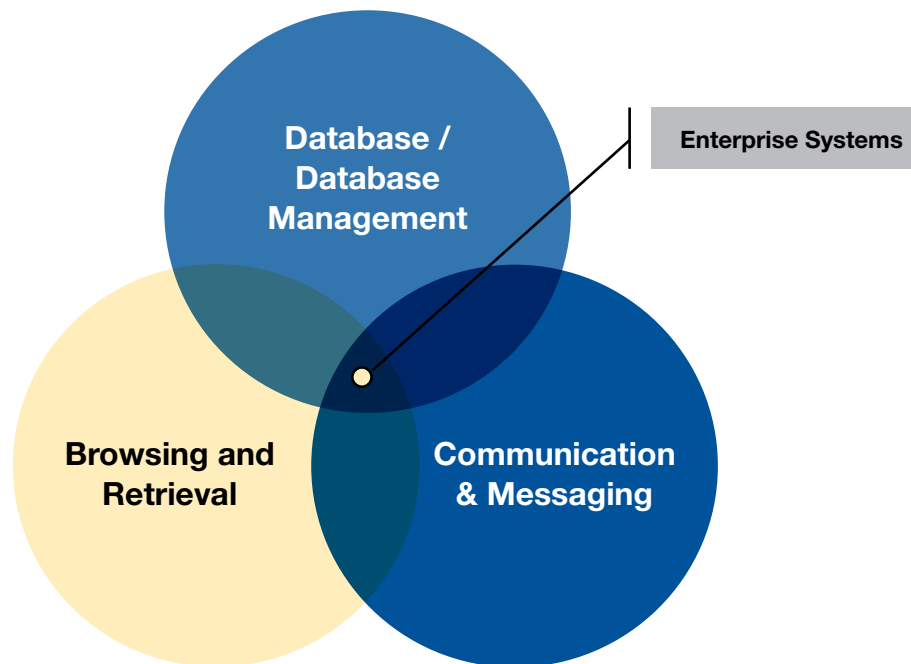 Database /
Database
Management
Enterprise Systems
Browsing and
Retrieval
Communication
& Messaging